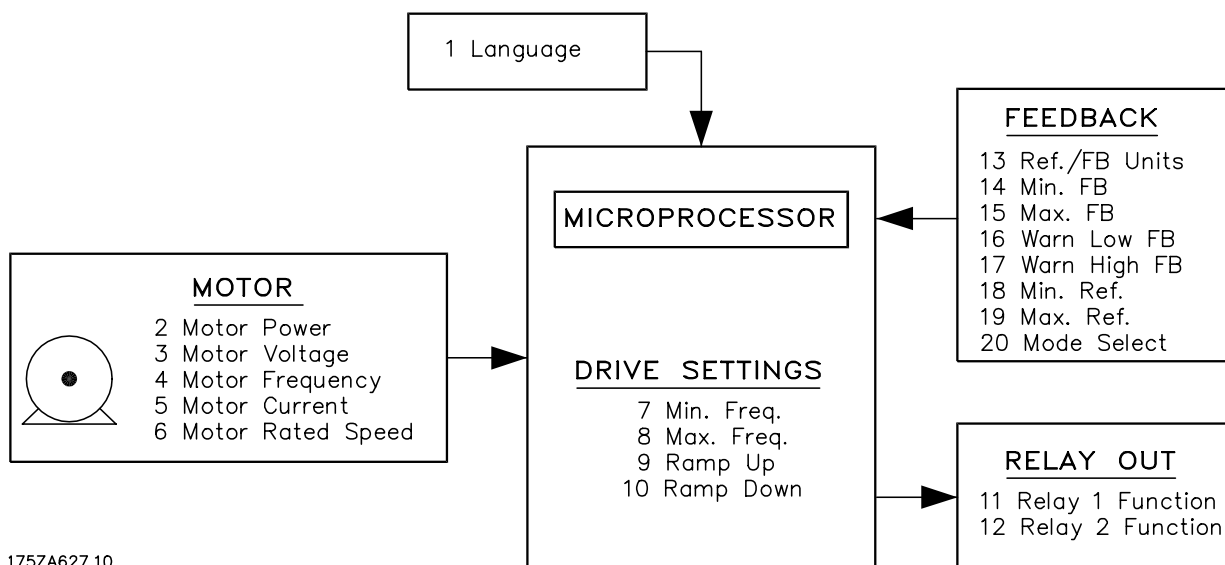 1 Language
FEEDBACK
13 Ref./FB Units
14 Min. FB
15 Max. FB
16 Warn Low FB
17 Warn High FB
18 Min. Ref.
19 Max. Ref.
20 Mode Select
MICROPROCESSOR
MOTOR
2 Motor Power
3 Motor Voltage
4 Motor Frequency
5 Motor Current
6 Motor Rated Speed
DRIVE SETTINGS
7 Min. Freq.
8 Max. Freq.
9 Ramp Up
10 Ramp Down
RELAY OUT
11 Relay 1 Function
12 Relay 2 Function
175ZA627.10